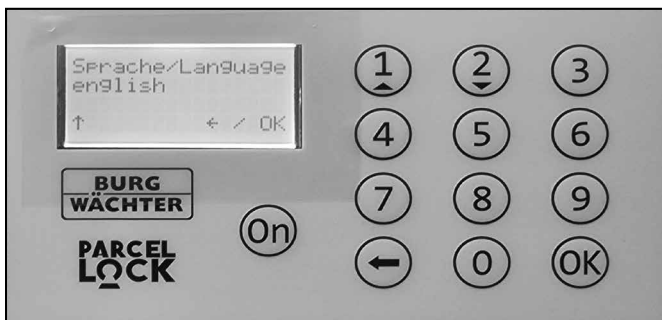 Sprache/Language
english
↑ ← / OK
BURG
WÄCHTER
PARCEL
LOCK
On
1 2 3
4 5 6
7 8 9
← 0 OK